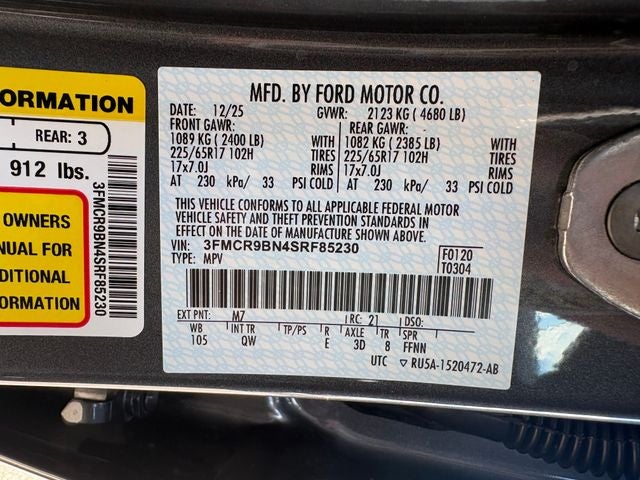 ORMATION
REAR: 3
912 lbs.
OWNERS
NUAL FOR
DITIONAL
FORMATION
3FMCR9BN4SRF85230
MFD. BY FORD MOTOR CO.
DATE: 12/25 GVWR: 2123 KG ( 4680 LB)
FRONT GAWR: REAR GAWR:
1089 KG ( 2400 LB) WITH 1082 KG ( 2385 LB) WITH
225/65R17 102H TIRES 225/65R17 102H TIRES
17x7.0J RIMS 17x7.0J RIMS
AT 230 kPa/ 33 PSI COLD AT 230 kPa/ 33 PSI COLD
THIS VEHICLE CONFORMS TO ALL APPLICABLE FEDERAL MOTOR
VEHICLE SAFETY AND THEFT PREVENTION STANDARDS IN
EFFECT ON THE DATE OF MANUFACTURE SHOWN ABOVE.
VIN: 3FMCR9BN4SRF85230 F0120
TYPE: MPV T0304
EXT PNT: M7 RC: 21 DSO:
WB INT TR TP/PS R AXLE TR SPR
105 QW E 3D 8 FFNN
UTC RU5A-1520472-AB